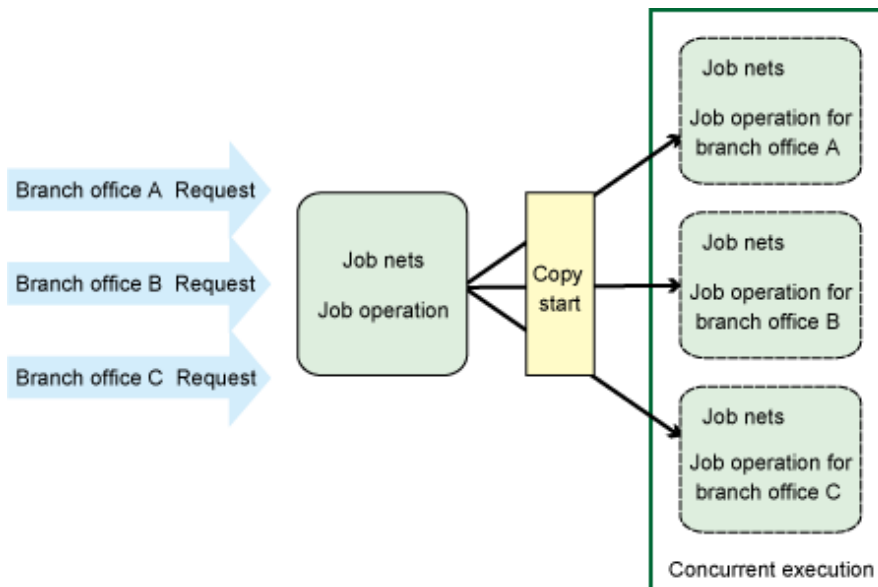 Branch office A Request
Branch office B Request
Branch office C Request
Job nets
Job operation
Copy
start
Job nets
Job operation for
branch office A
Job nets
Job operation for
branch office B
Job nets
Job operation for
branch office C
Concurrent execution